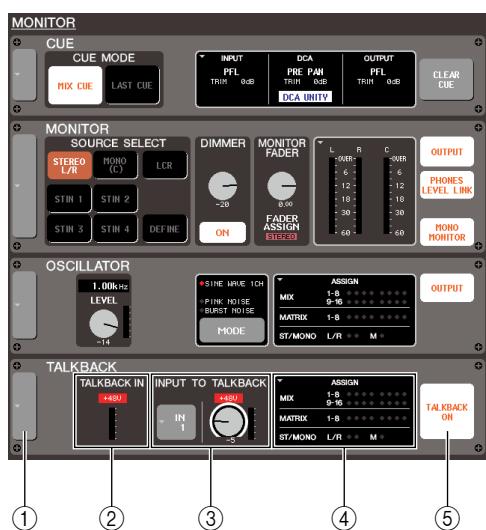 MONITOR
CUE
CUE MODE
MIX CUE
LAST CUE
INPUT
DCA
OUTPUT
PFL
PRE PAN
PFL
TRIM 0dB
TRIM 0dB
TRIM 0dB
DCA UNITY
CLEAR
CUE
MONITOR
SOURCE SELECT
STEREO
L/R
MONO
(C)
LCR
STIN 1
STIN 2
STIN 3
STIN 4
DEFINE
DIMMER
-20
ON
MONITOR
FADER
0.00
FADER
ASSIGN
STEREO
L R C
-OVER- -OVER
6 6
12 12
18 18
30 30
60 60
OUTPUT
PHONES
LEVEL LINK
MONO
MONITOR
OSCILLATOR
1.00kHz
LEVEL
-14
SINE WAVE 1CH
PINK NOISE
BURST NOISE
MODE
ASSIGN
MIX 1-8
9-16
MATRIX 1-8
ST/MONO L/R M
OUTPUT
TALKBACK
TALKBACK IN
+48V
INPUT TO TALKBACK
IN
1
+48V
-5
ASSIGN
MIX 1-8
9-16
MATRIX 1-8
ST/MONO L/R M
TALKBACK
ON
① ② ③ ④ ⑤